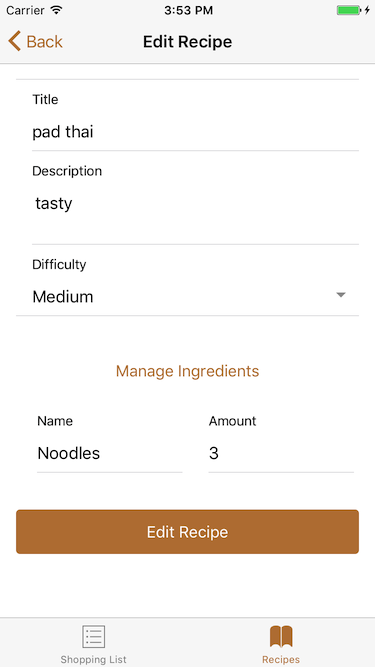 Carrier 3:53 PM
Back Edit Recipe
Title
pad thai
Description
tasty
Difficulty
Medium
Manage Ingredients
Name Amount
Noodles 3
Edit Recipe
Shopping List Recipes